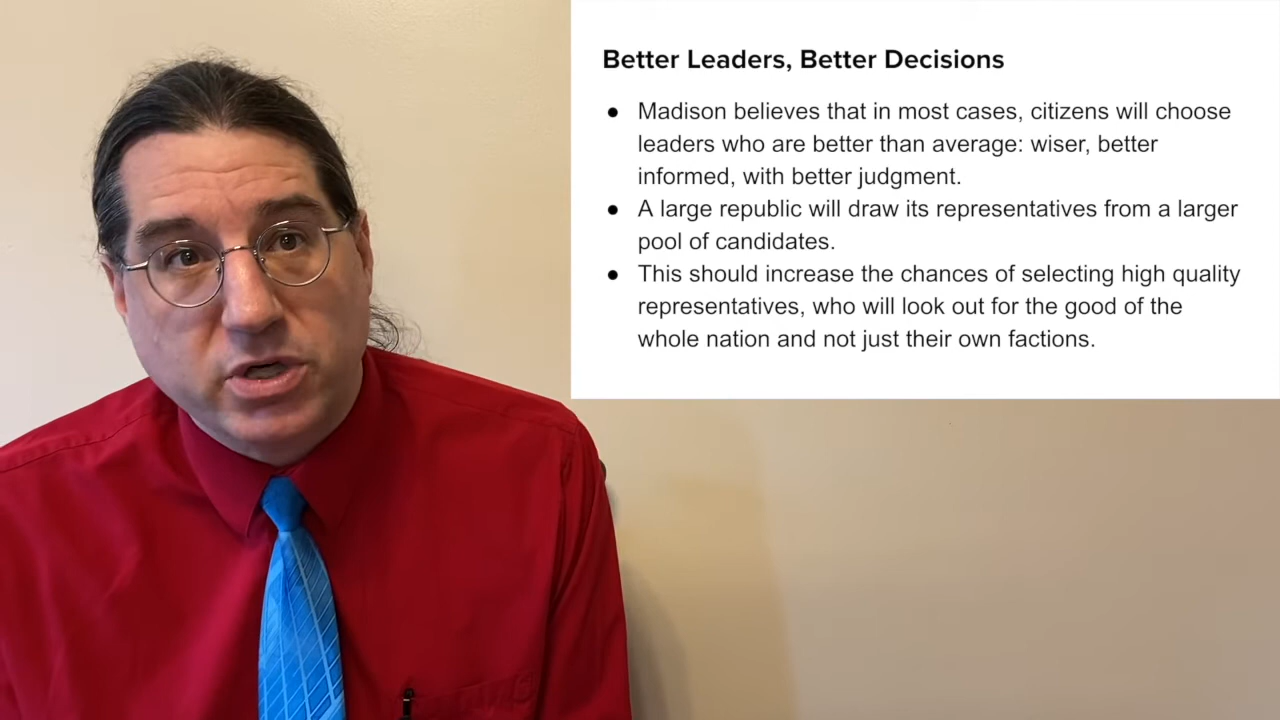 Better Leaders, Better Decisions
● Madison believes that in most cases, citizens will choose
leaders who are better than average: wiser, better
informed, with better judgment.
● A large republic will draw its representatives from a larger
pool of candidates.
● This should increase the chances of selecting high quality
representatives, who will look out for the good of the
whole nation and not just their own factions.